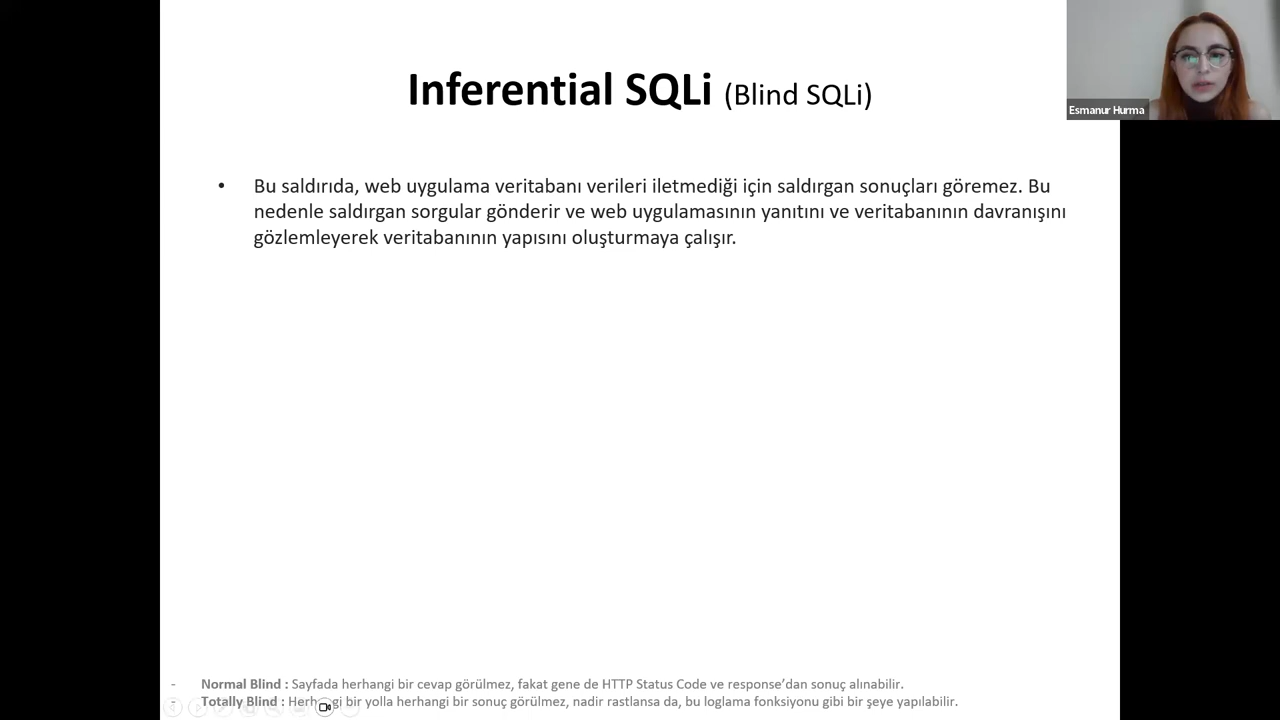 Inferential SQLi (Blind SQLi)
Esmanur Hurma
• Bu saldırıda, web uygulama veritabanı verileri iletmediği için saldırgan sonuçları göremez. Bu
nedenle saldırgan sorgular gönderir ve web uygulamasının yanıtını ve veritabanının davranışını
gözlemleyerek veritabanının yapısını oluşturmaya çalışır.
- Normal Blind : Sayfada herhangi bir cevap görülmez, fakat gene de HTTP Status Code ve response’dan sonuç alınabilir.
- Totally Blind : Herhangi bir yolla herhangi bir sonuç görülmez, nadir rastlansa da, bu loglama fonksiyonu gibi bir şeye yapılabilir.